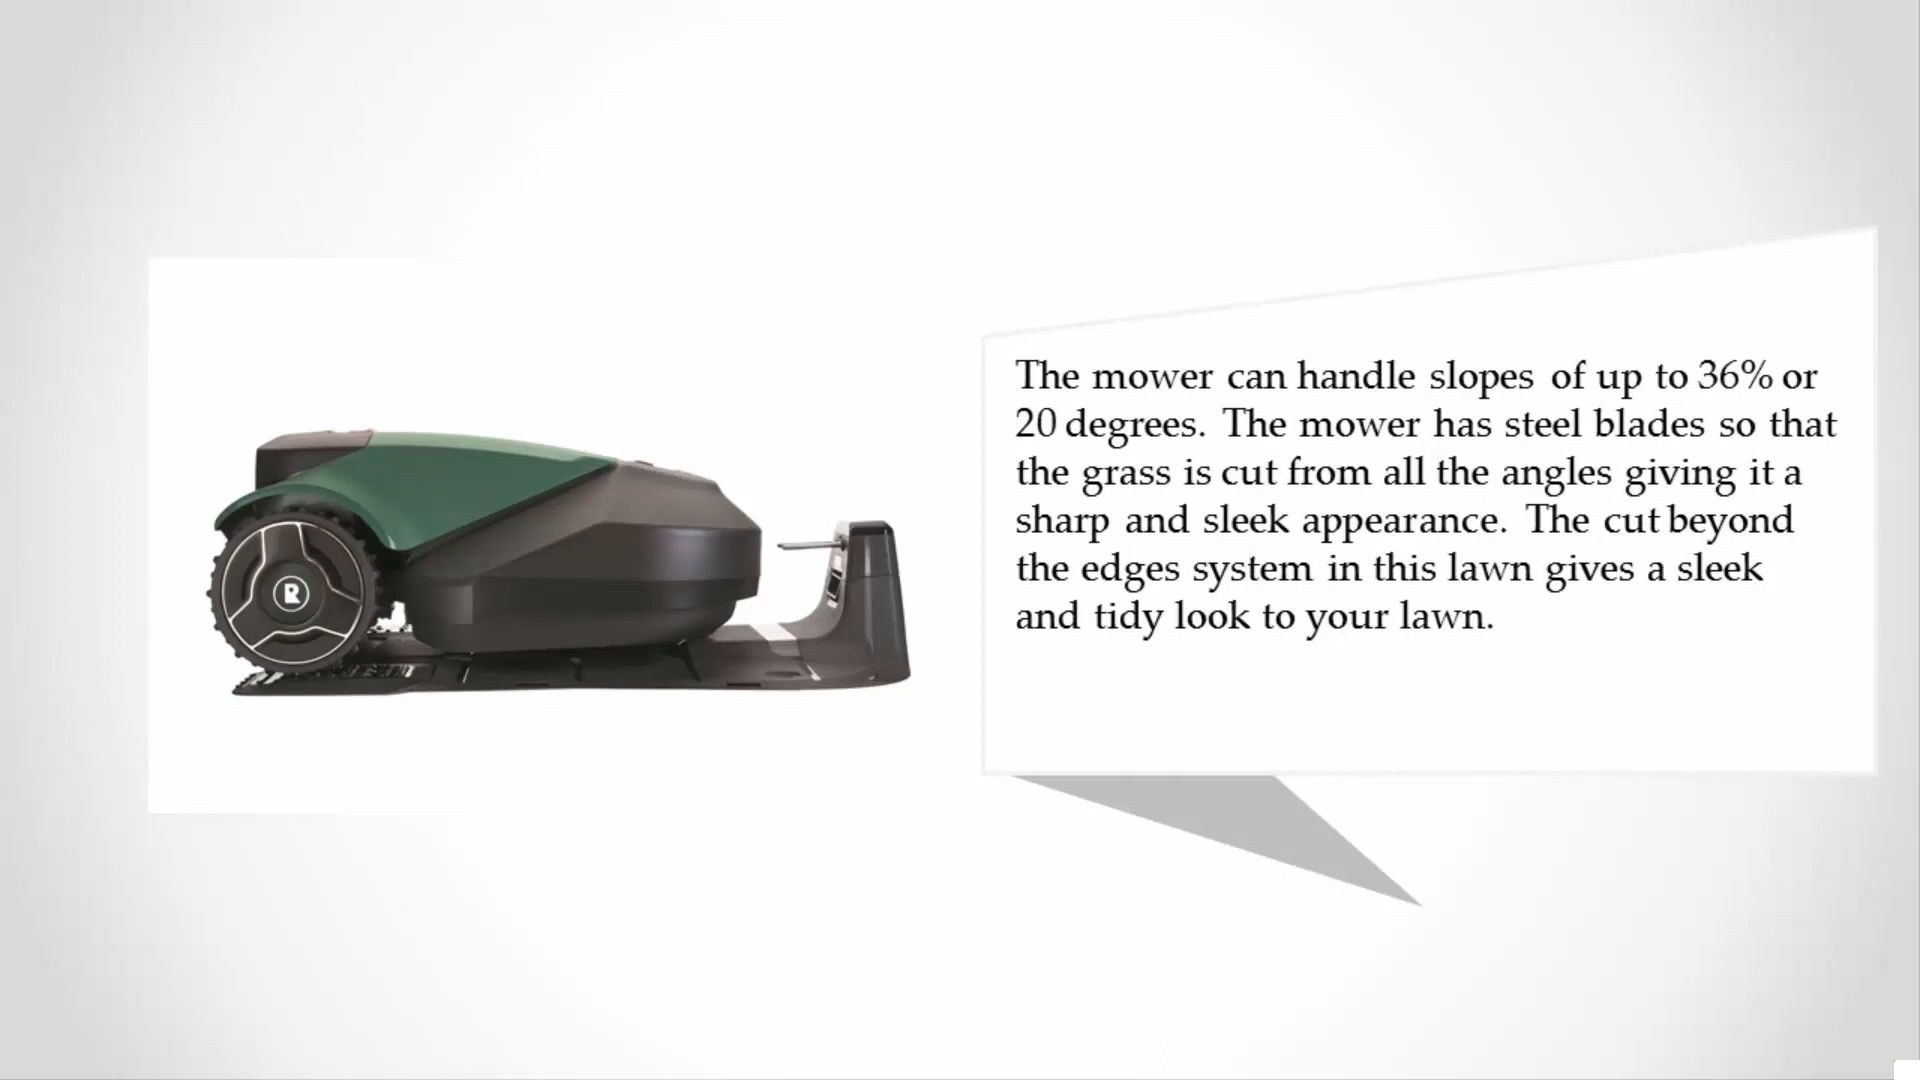 The mower can handle slopes of up to 36% or
20 degrees. The mower has steel blades so that
the grass is cut from all the angles giving it a
sharp and sleek appearance. The cut beyond
the edges system in this lawn gives a sleek
and tidy look to your lawn.
R